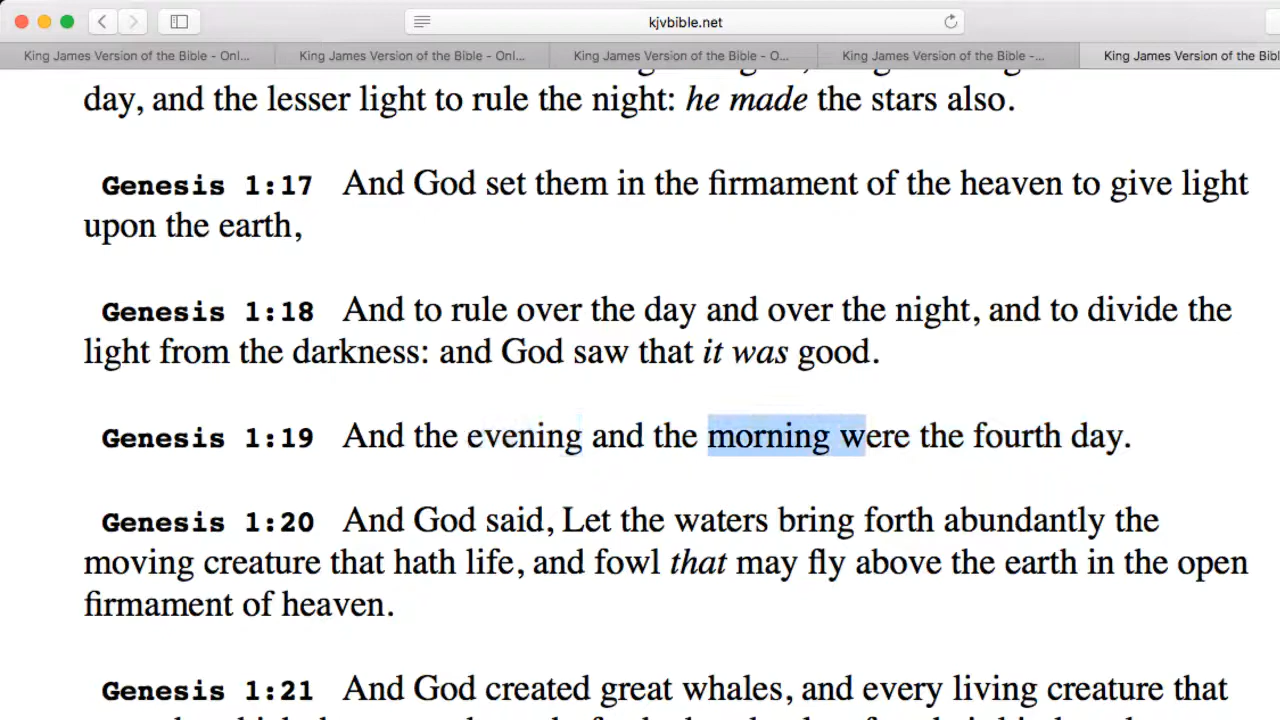 kjvbible.net
King James Version of the Bible - Onl...
King James Version of the Bible - Onl...
King James Version of the Bible - O...
King James Version of the Bible -...
King James Version of the Bibl
day, and the lesser light to rule the night: he made the stars also.
Genesis 1:17 And God set them in the firmament of the heaven to give light
upon the earth,
Genesis 1:18 And to rule over the day and over the night, and to divide the
light from the darkness: and God saw that it was good.
Genesis 1:19 And the evening and the morning were the fourth day.
Genesis 1:20 And God said, Let the waters bring forth abundantly the
moving creature that hath life, and fowl that may fly above the earth in the open
firmament of heaven.
Genesis 1:21 And God created great whales, and every living creature that